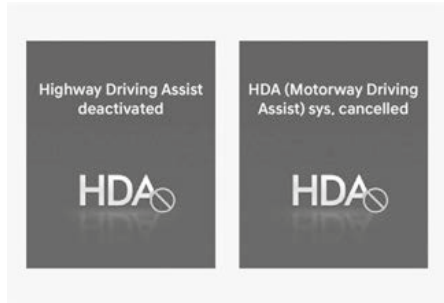 Highway Driving Assist
deactivated
HDA
HDA (Motorway Driving
Assist) sys. cancelled
HDA